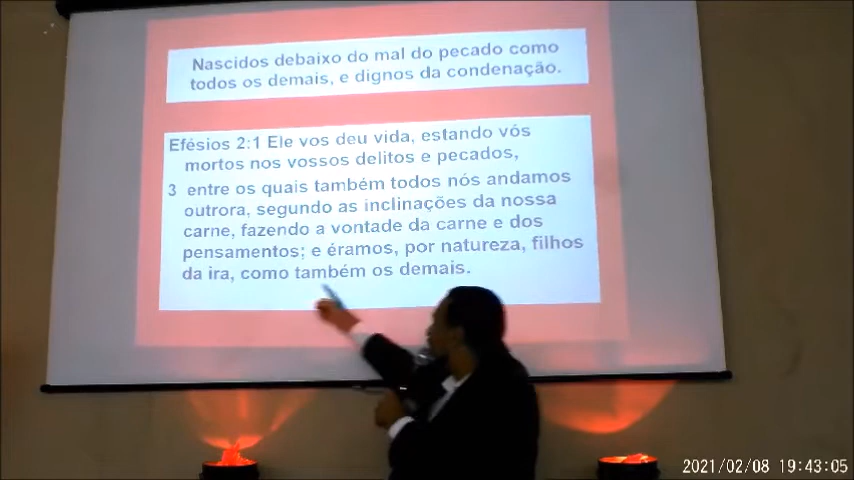 Nascidos debaixo do mal do pecado como
todos os demais, e dignos da condenação.
Efésios 2:1 Ele vos deu vida, estando vós
mortos nos vossos delitos e pecados,
3 entre os quais também todos nós andamos
outrora, segundo as inclinações da nossa
carne, fazendo a vontade da carne e dos
pensamentos; e éramos, por natureza, filhos
da ira, como também os demais.
2021/02/08 19:43:05